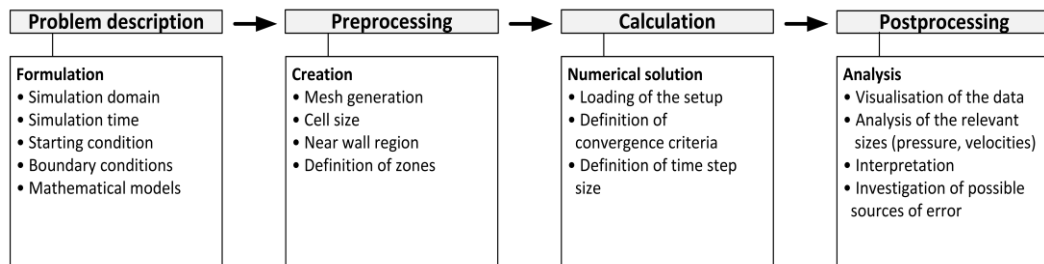 Problem description
Preprocessing
Calculation
Postprocessing
Formulation
• Simulation domain
• Simulation time
• Starting condition
• Boundary conditions
• Mathematical models
Creation
• Mesh generation
• Cell size
• Near wall region
• Definition of zones
Numerical solution
• Loading of the setup
• Definition of
convergence criteria
• Definition of time step
size
Analysis
• Visualisation of the data
• Analysis of the relevant
sizes (pressure, velocities)
• Interpretation
• Investigation of possible
sources of error